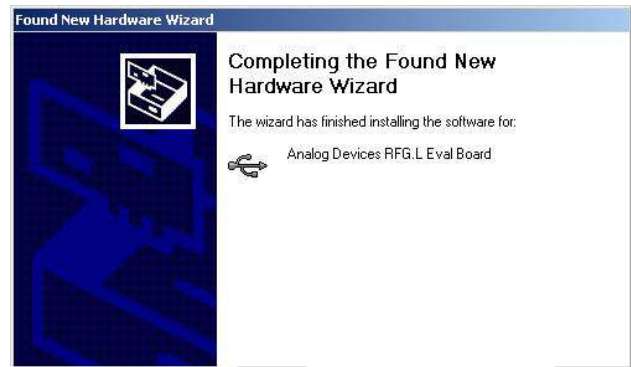 Found New Hardware Wizard
Completing the Found New
Hardware Wizard
The wizard has finished installing the software for:
Analog Devices RFG.L Eval Board